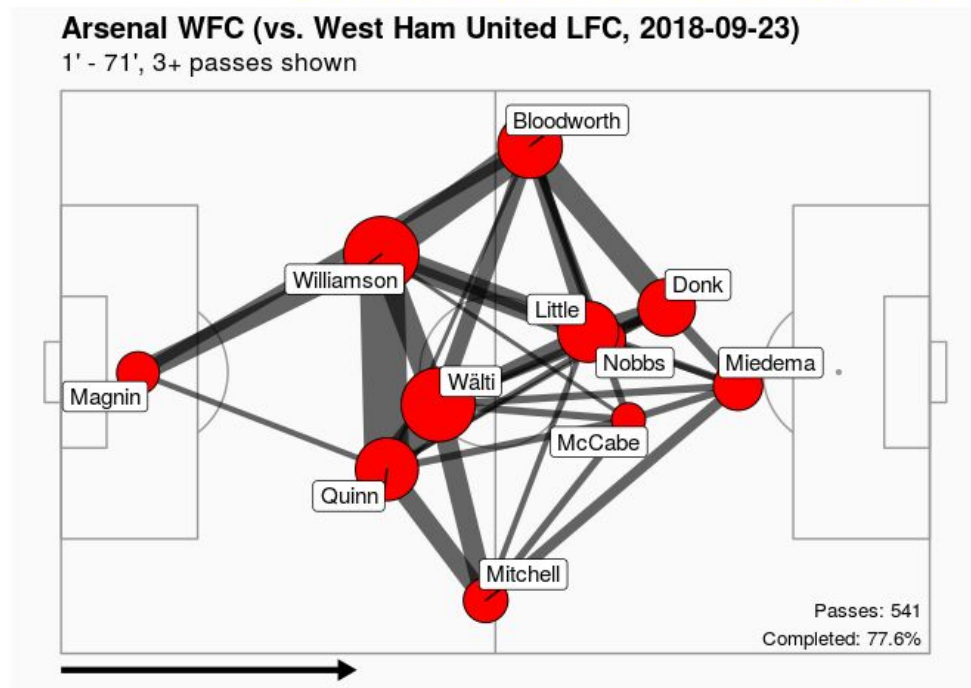 Arsenal WFC (vs. West Ham United LFC, 2018-09-23)
1' - 71', 3+ passes shown
Bloodworth
Williamson
Donk
Little
Nobbs
Miedema
Magnin
Wälti
McCabe
Quinn
Mitchell
Passes: 541
Completed: 77.6%